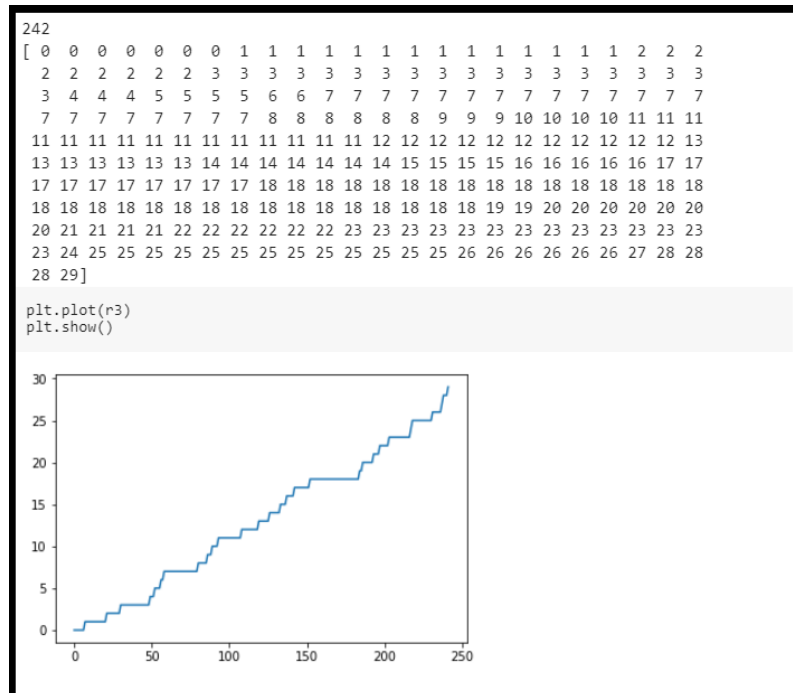 242
[ 0 0 0 0 0 0 0 1 1 1 1 1 1 1 1 1 1 1 1 1 1 2 2 2
2 2 2 2 2 2 3 3 3 3 3 3 3 3 3 3 3 3 3 3 3 3 3 3
3 4 4 4 5 5 5 5 6 6 7 7 7 7 7 7 7 7 7 7 7 7 7 7
7 7 7 7 7 7 7 7 8 8 8 8 8 8 9 9 9 10 10 10 10 11 11 11
11 11 11 11 11 11 11 11 11 11 11 11 12 12 12 12 12 12 12 12 12 12 12 13
13 13 13 13 13 13 14 14 14 14 14 14 14 15 15 15 15 16 16 16 16 16 17 17
17 17 17 17 17 17 17 17 18 18 18 18 18 18 18 18 18 18 18 18 18 18 18 18
18 18 18 18 18 18 18 18 18 18 18 18 18 18 18 18 19 19 20 20 20 20 20 20
20 21 21 21 21 22 22 22 22 22 22 23 23 23 23 23 23 23 23 23 23 23 23 23
23 24 25 25 25 25 25 25 25 25 25 25 25 25 25 26 26 26 26 26 26 27 28 28
28 29]
plt.plot(r3)
plt.show()
30
25
20
15
10
5
0
0 50 100 150 200 250